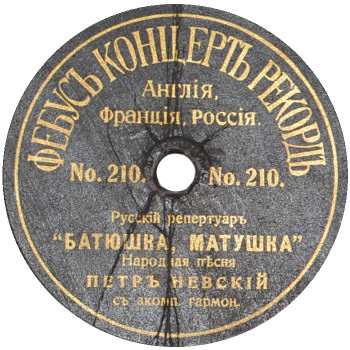 ФЕБУСЪ КОНЦЕРТЪ РЕКОРДЪ
Англія,
Франція, Россія.
No. 210. No. 210.
Русскій репертуаръ
"БАТЮШКА, МАТУШКА"
Народная пѣсня
ПЕТРЪ НЕВСКІЙ
съ акомп. гармон.